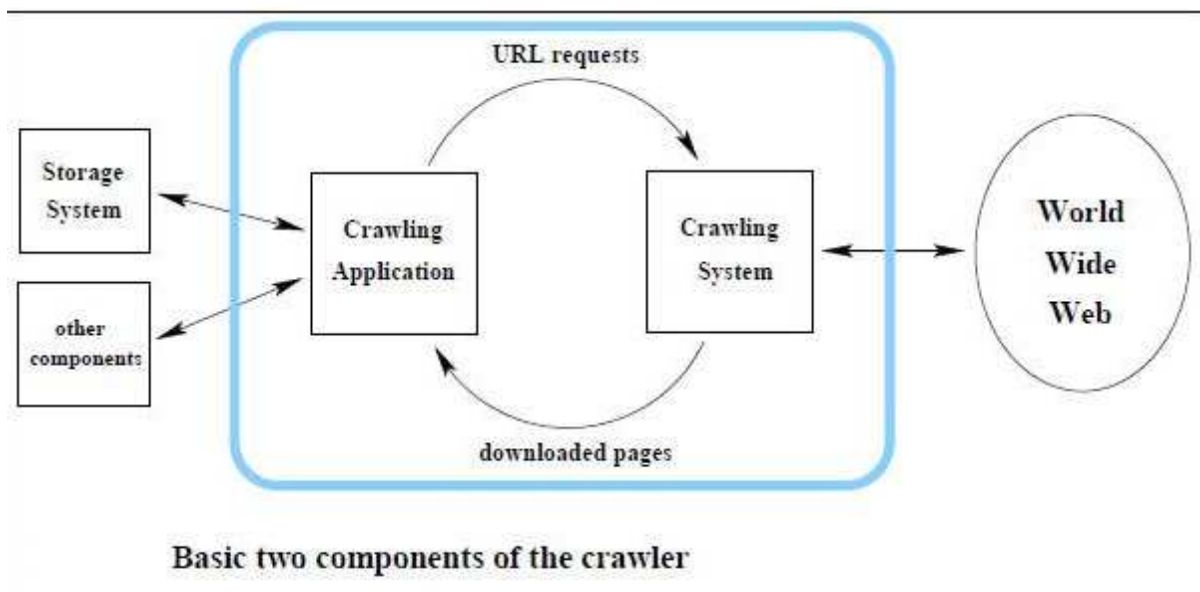 URL requests
Storage
System
Crawling
Application
Crawling
System
World
Wide
Web
other
components
downloaded pages
Basic two components of the crawler